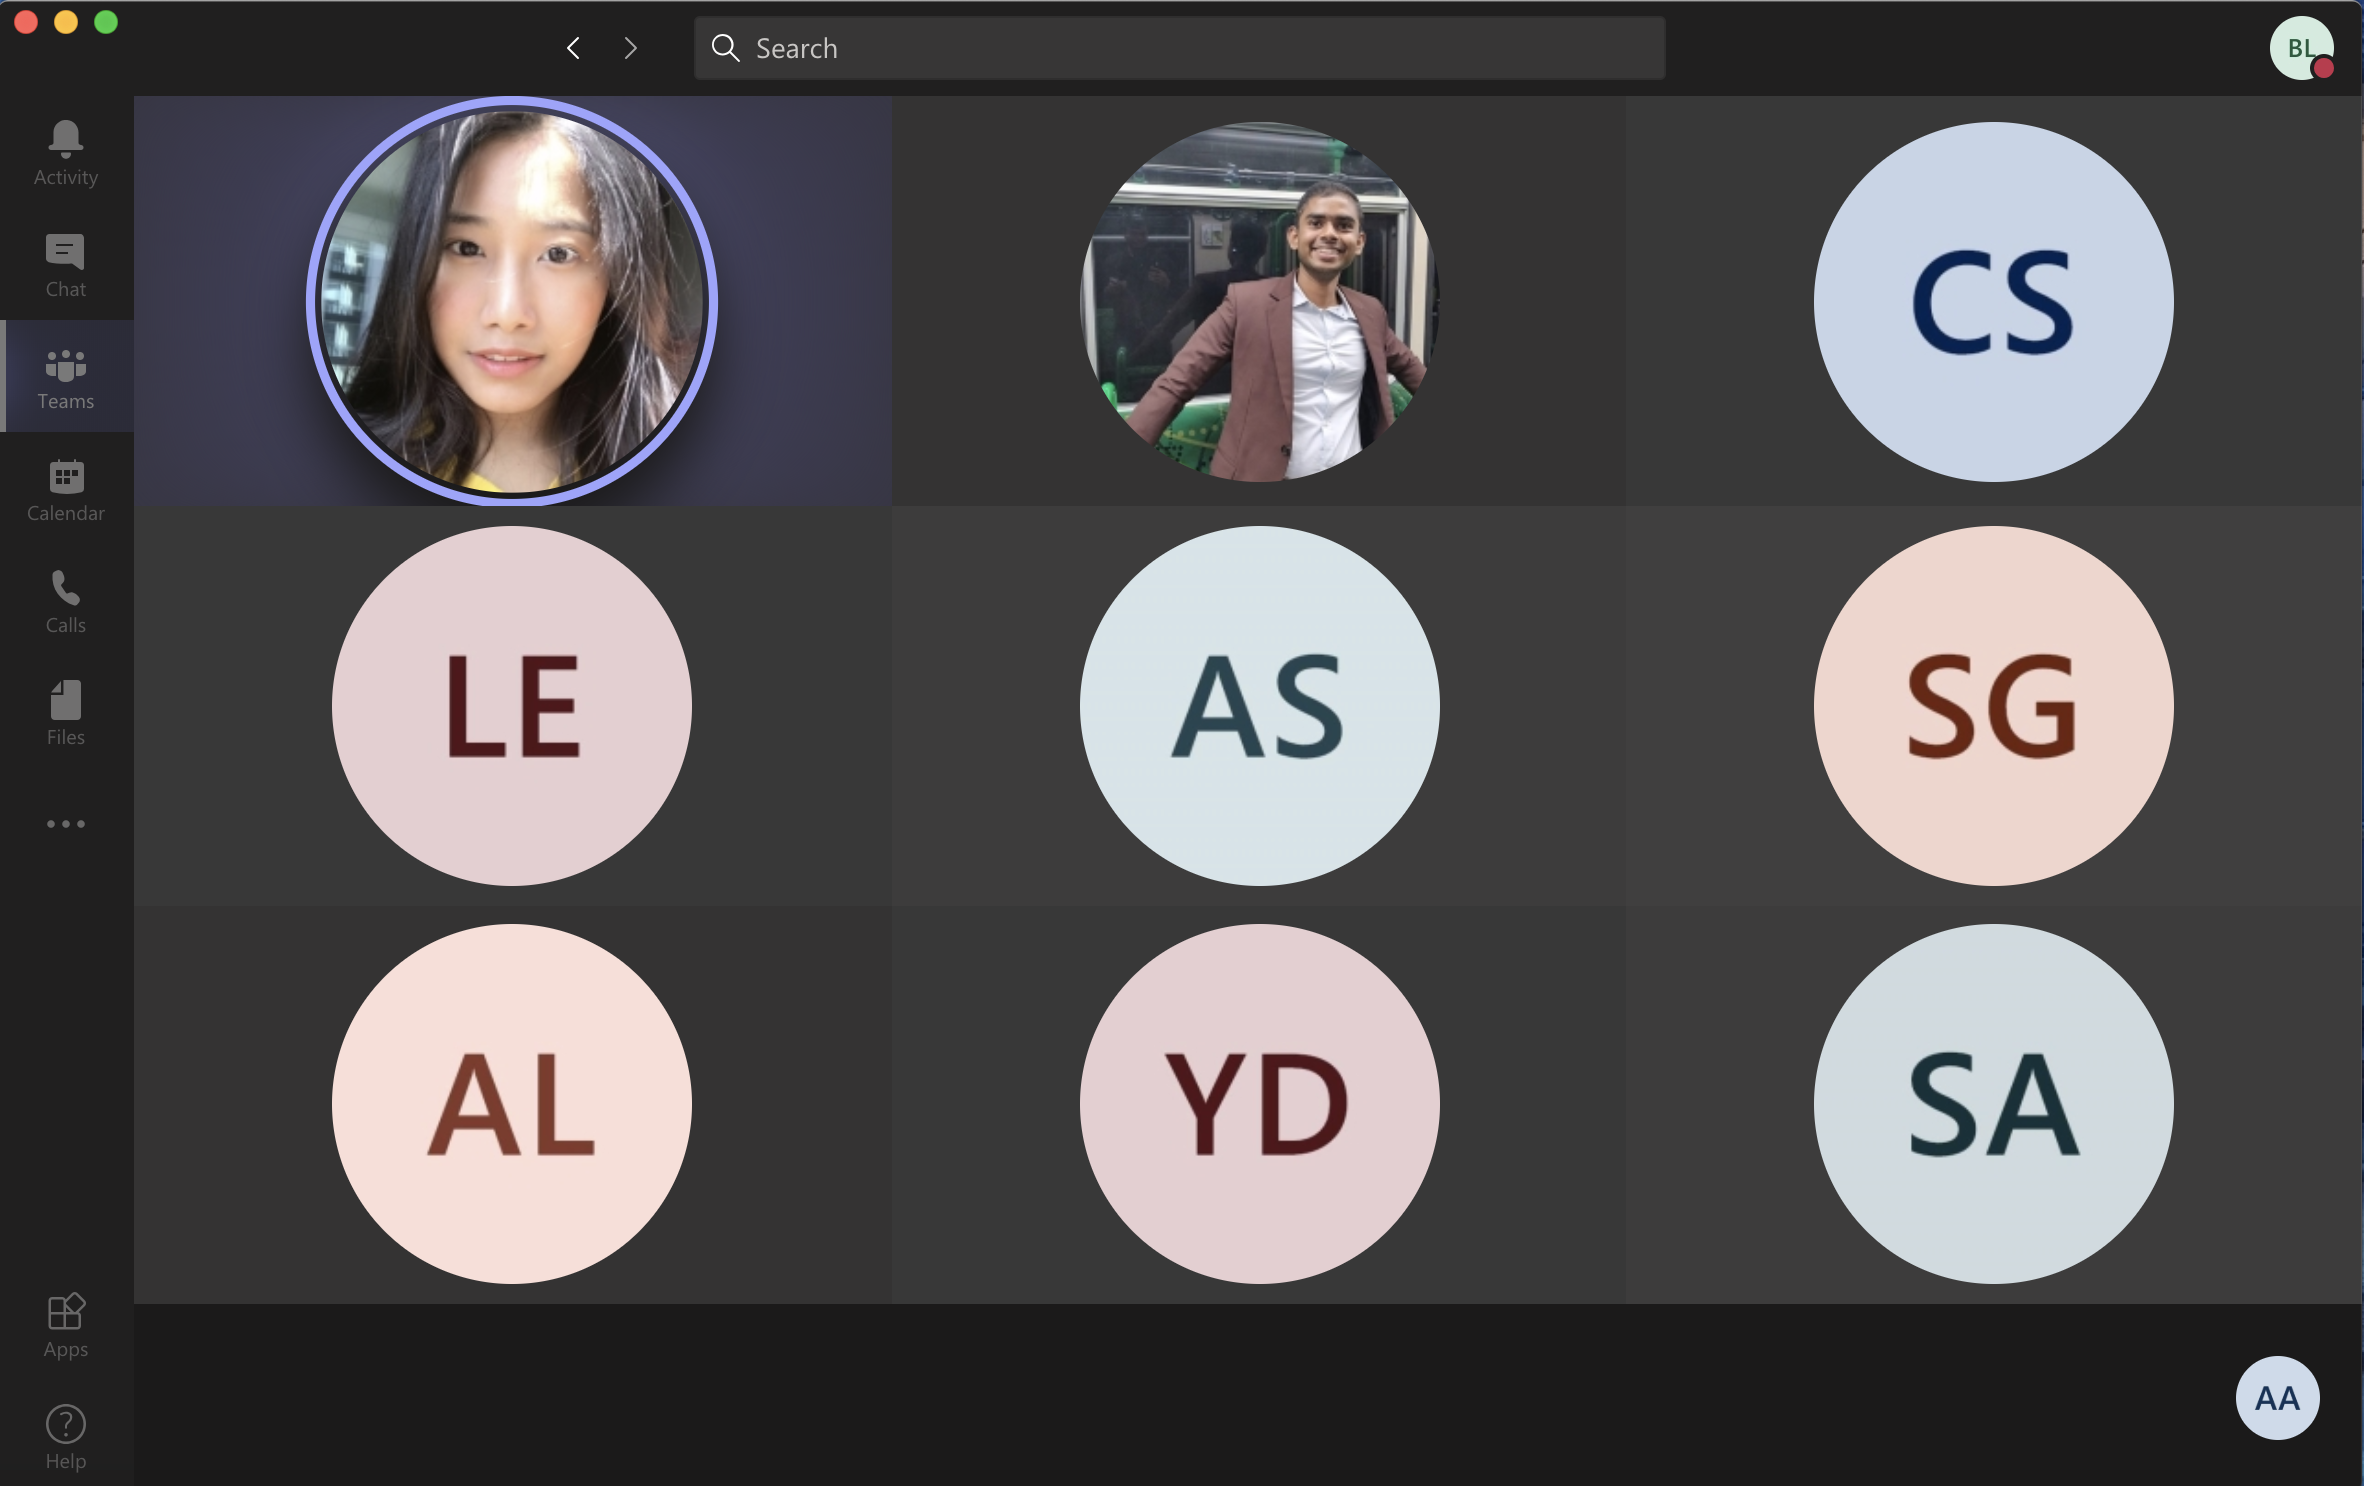 Search
BL
Activity
Chat
Teams
Calendar
Calls
Files
Apps
Help
CS
LE
AS
SG
AL
YD
SA
AA